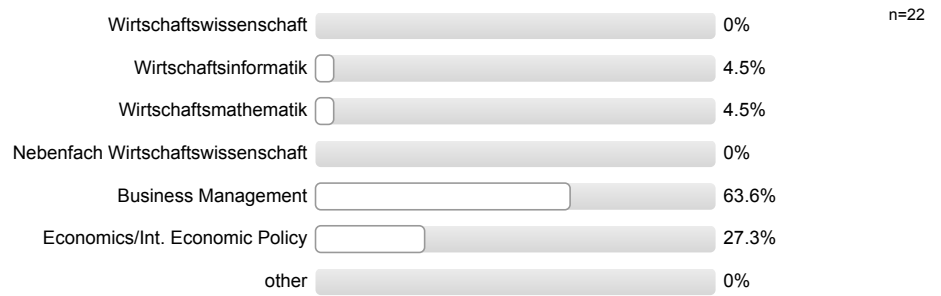 n=22
Wirtschaftswissenschaft 0%
Wirtschaftsinformatik 4.5%
Wirtschaftsmathematik 4.5%
Nebenfach Wirtschaftswissenschaft 0%
Business Management 63.6%
Economics/Int. Economic Policy 27.3%
other 0%